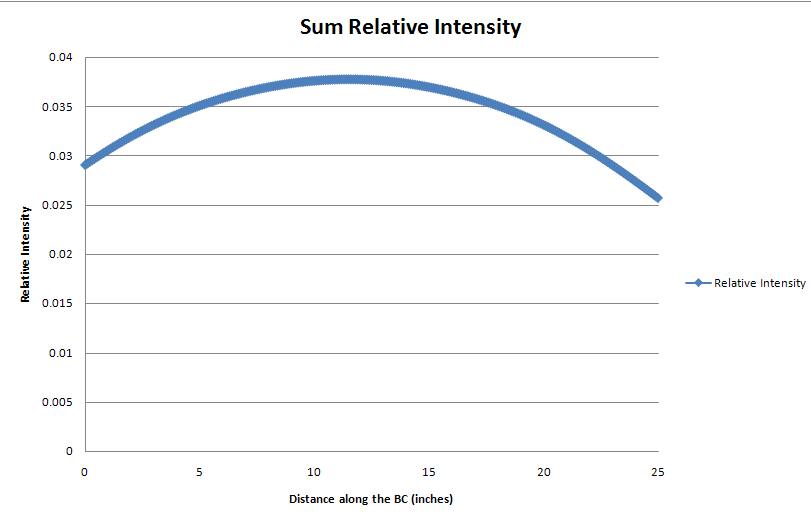 Sum Relative Intensity
0.04
0.035
0.03
0.025
0.02
0.015
0.01
0.005
0
Relative Intensity
0 5 10 15 20 25
Distance along the BC (inches)
Relative Intensity